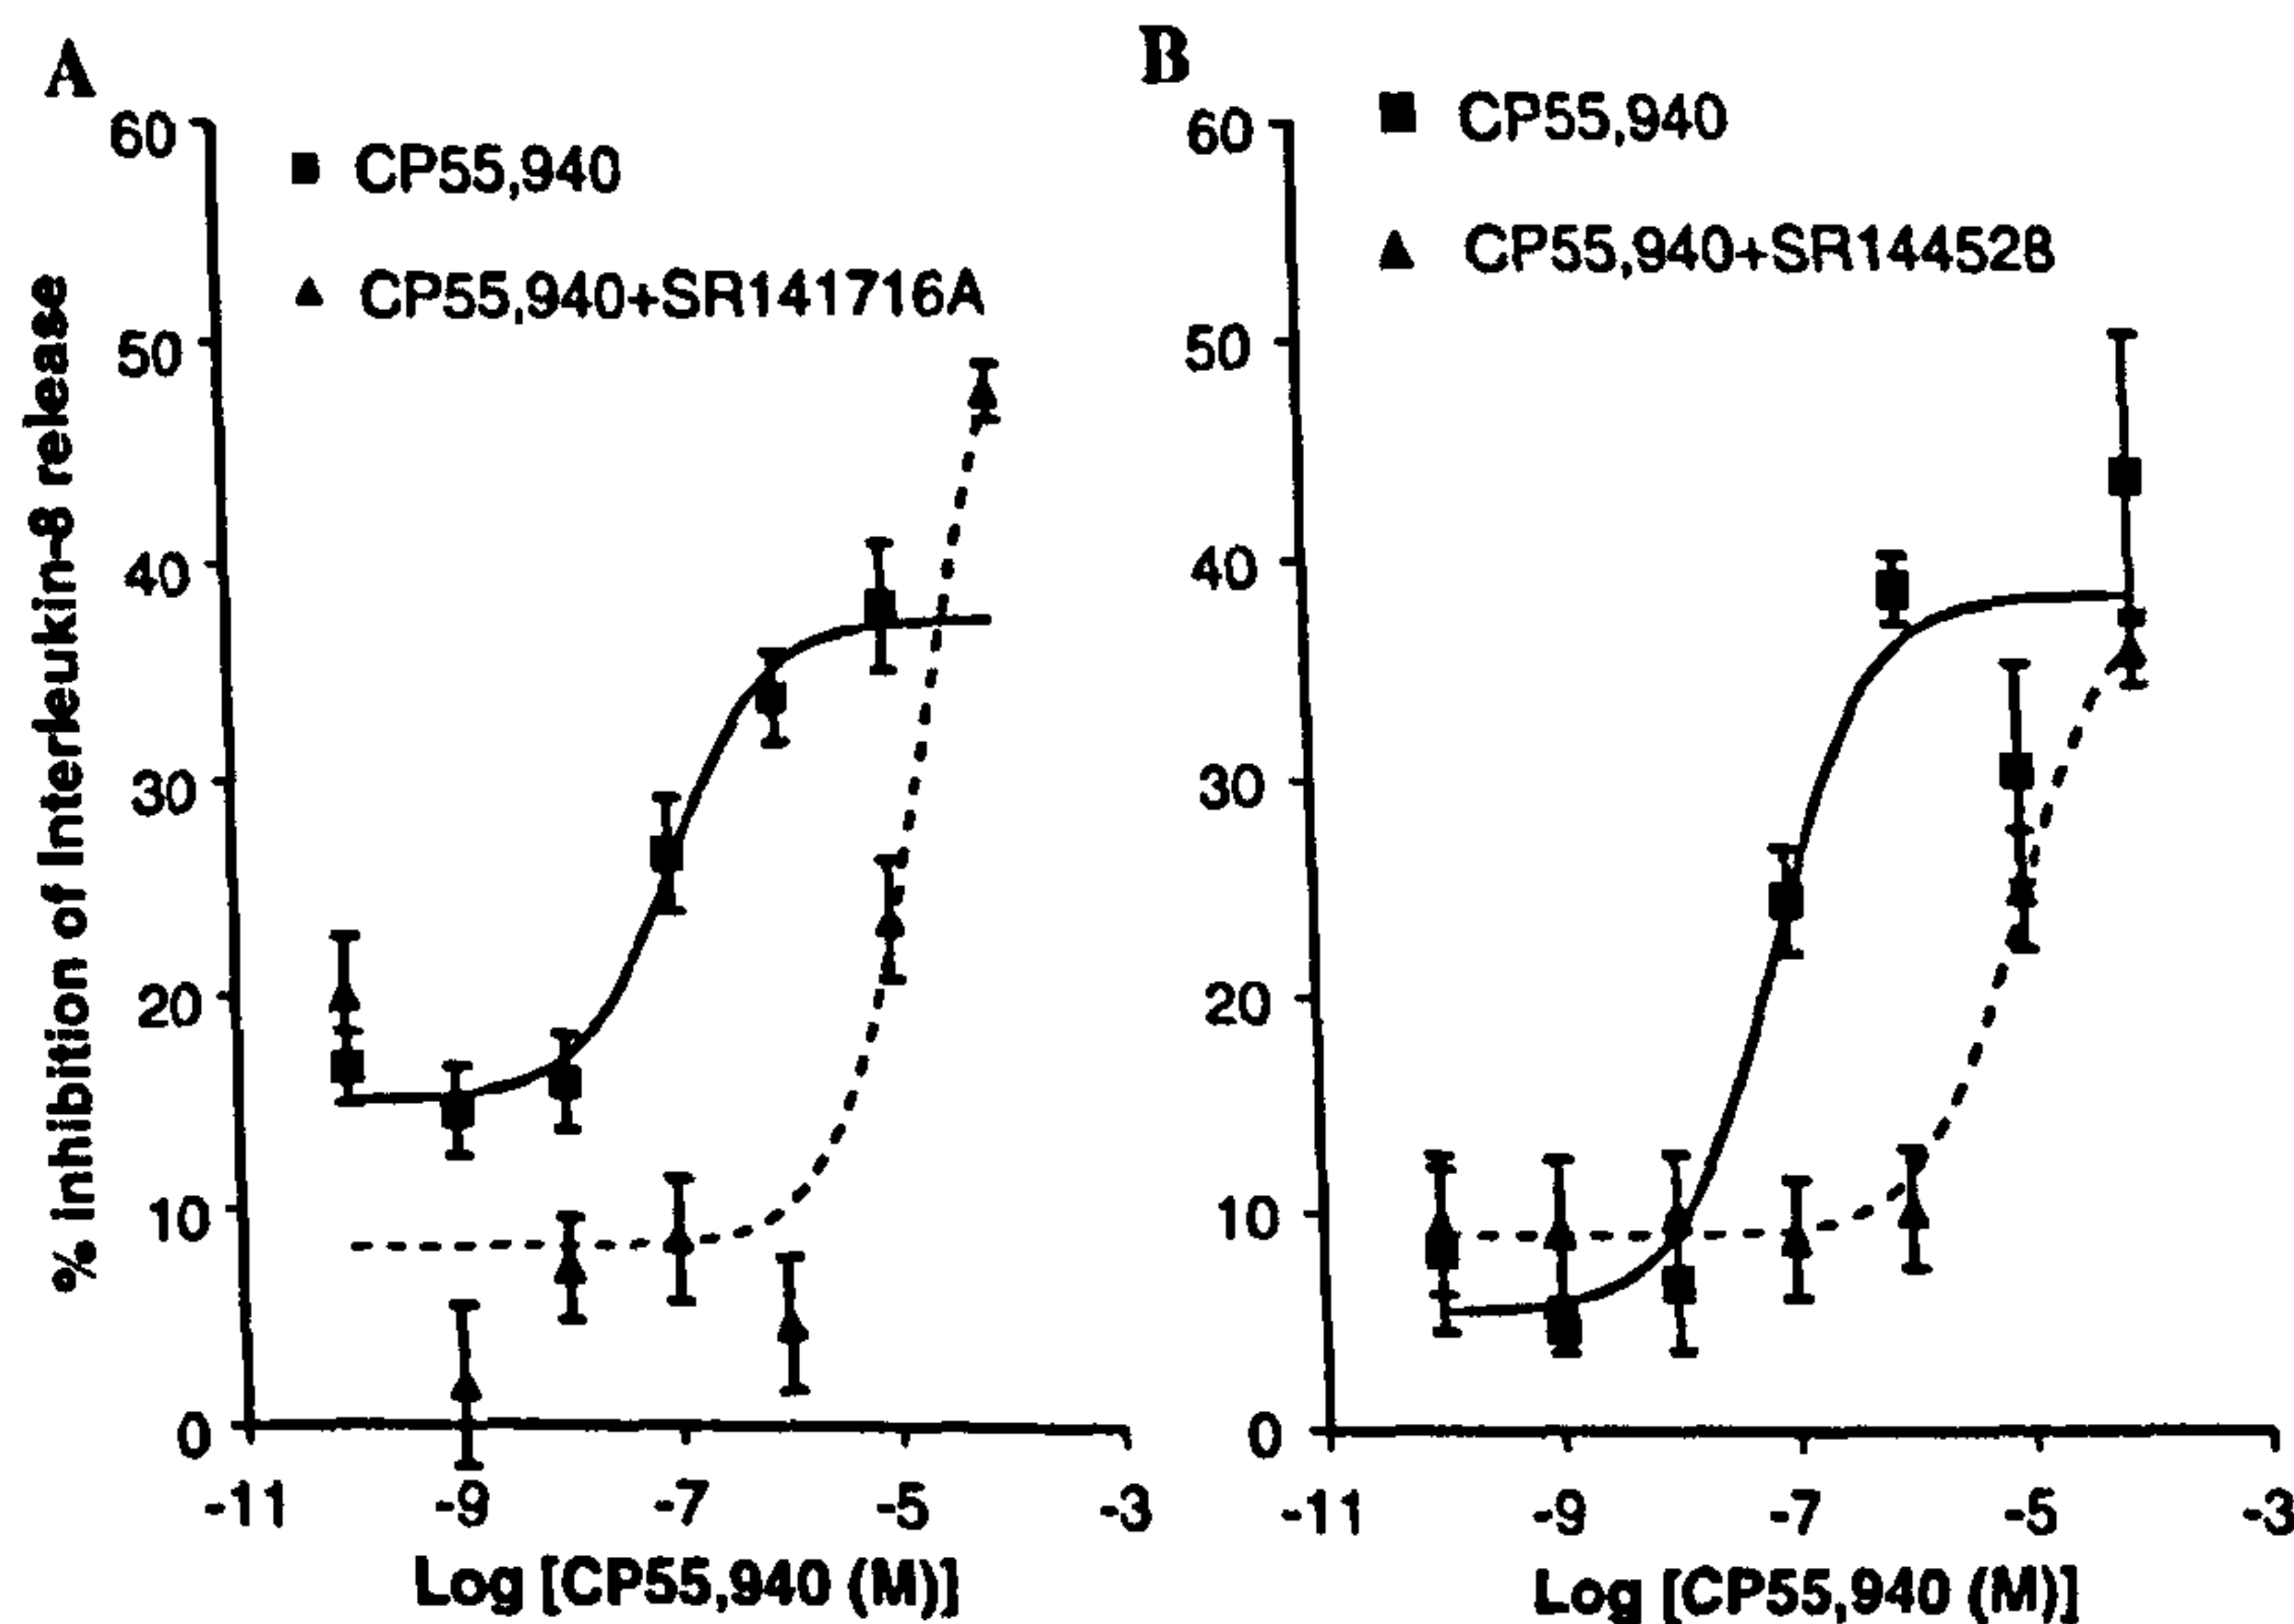 A
60
CP55,940
CP55,940+SR141716A
50
40
30
20
10
0
-11
-9
-7
-5
-3
% inhibition of Interleukin-8 release
Log [CP55,940 (M)]
B
60
CP55,940
CP55,940+SR144528
50
40
30
20
10
0
-11
-9
-7
-5
-3
Log [CP55,940 (M)]